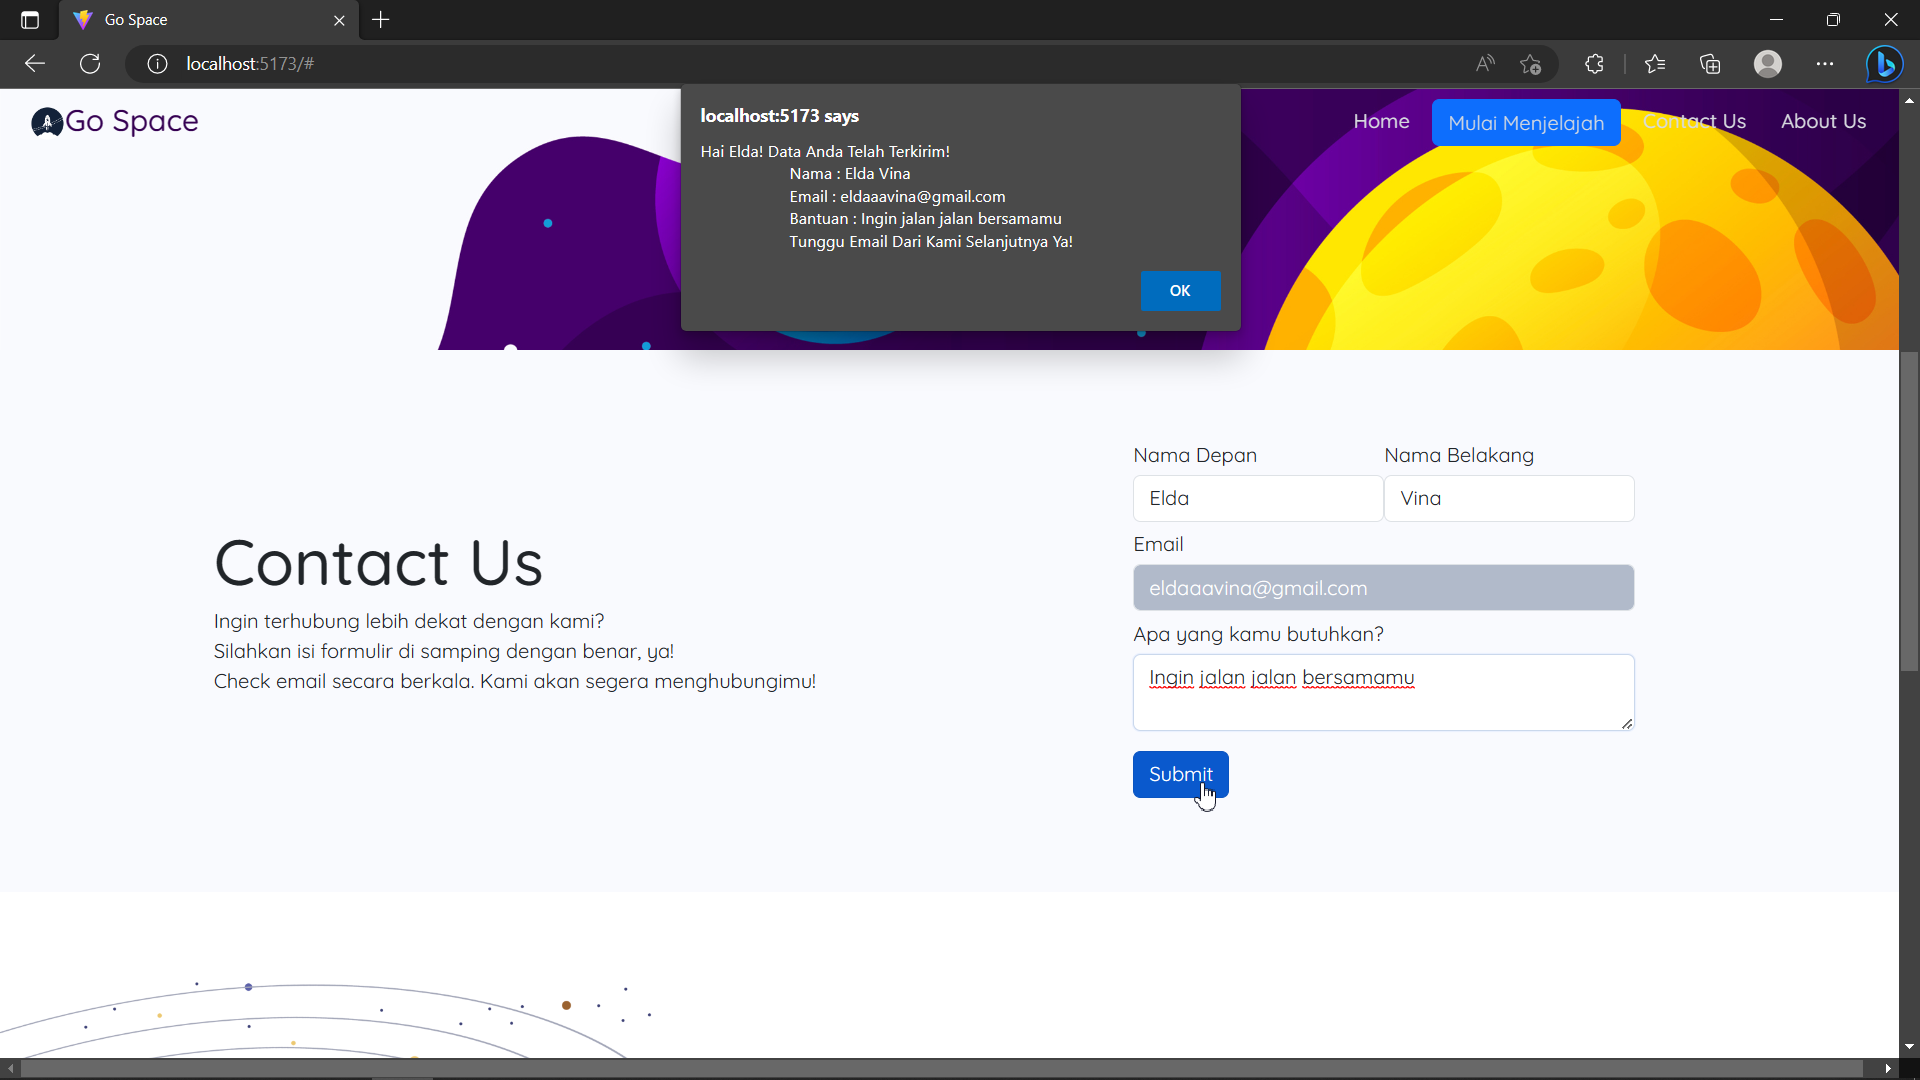 Go Space
localhost:5173/#
Go Space
Home
Mulai Menjelajah
Contact Us
About Us
localhost:5173 says
Hai Elda! Data Anda Telah Terkirim!
Nama : Elda Vina
Email : eldaaavina@gmail.com
Bantuan : Ingin jalan jalan bersamamu
Tunggu Email Dari Kami Selanjutnya Ya!
OK
Contact Us
Ingin terhubung lebih dekat dengan kami?
Silahkan isi formulir di samping dengan benar, ya!
Check email secara berkala. Kami akan segera menghubungimu!
Nama Depan
Nama Belakang
Elda
Vina
Email
eldaaavina@gmail.com
Apa yang kamu butuhkan?
Ingin jalan jalan bersamamu
Submit